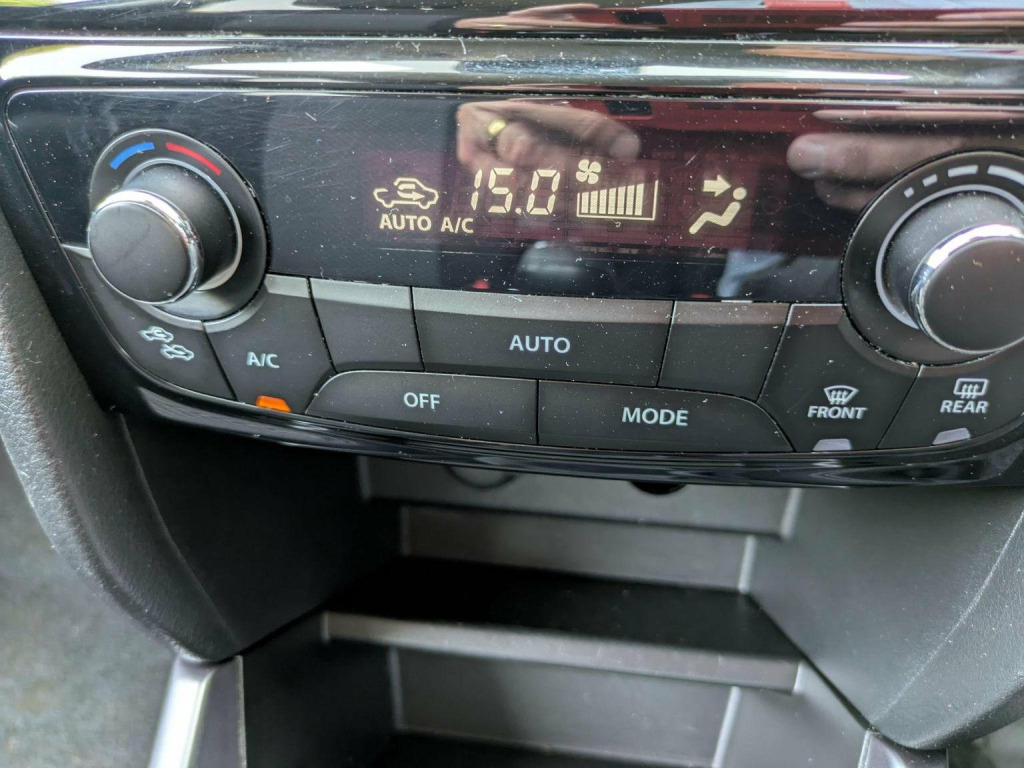 15.0
AUTO A/C
AUTO
A/C
OFF
MODE
FRONT
REAR